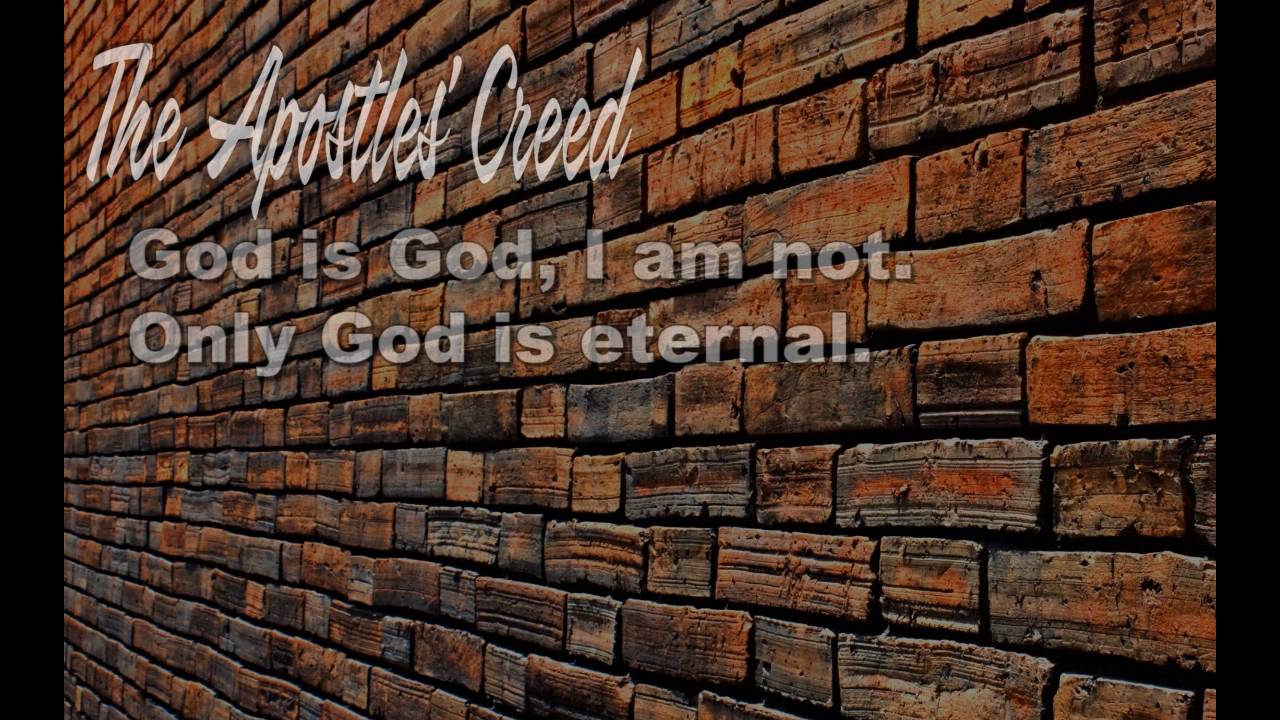 The Apostles' Creed
God is God, I am not.
Only God is eternal.